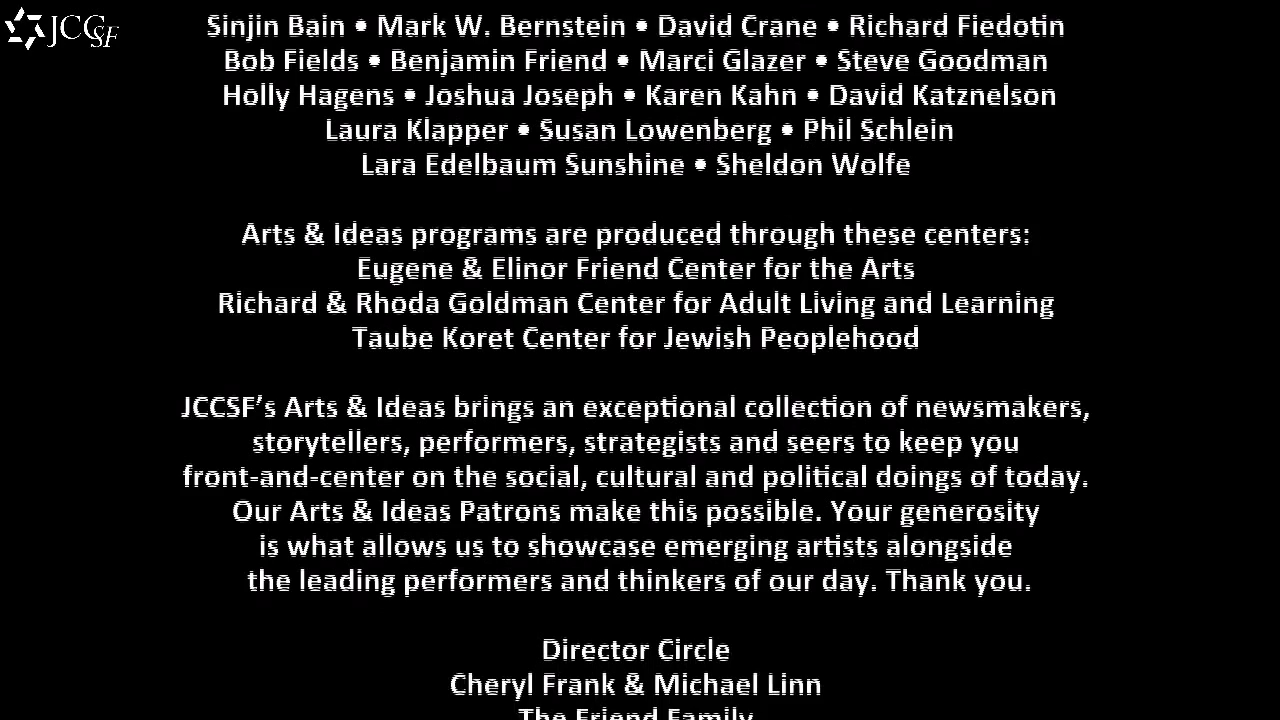 JCCSF
Sinjin Bain • Mark W. Bernstein • David Crane • Richard Fiedotin
Bob Fields • Benjamin Friend • Marci Glazer • Steve Goodman
Holly Hagens • Joshua Joseph • Karen Kahn • David Katznelson
Laura Klapper • Susan Lowenberg • Phil Schlein
Lara Edelbaum Sunshine • Sheldon Wolfe
Arts & Ideas programs are produced through these centers:
Eugene & Elinor Friend Center for the Arts
Richard & Rhoda Goldman Center for Adult Living and Learning
Taube Koret Center for Jewish Peoplehood
JCCSF’s Arts & Ideas brings an exceptional collection of newsmakers,
storytellers, performers, strategists and seers to keep you
front-and-center on the social, cultural and political doings of today.
Our Arts & Ideas Patrons make this possible. Your generosity
is what allows us to showcase emerging artists alongside
the leading performers and thinkers of our day. Thank you.
Director Circle
Cheryl Frank & Michael Linn
The Friend Family